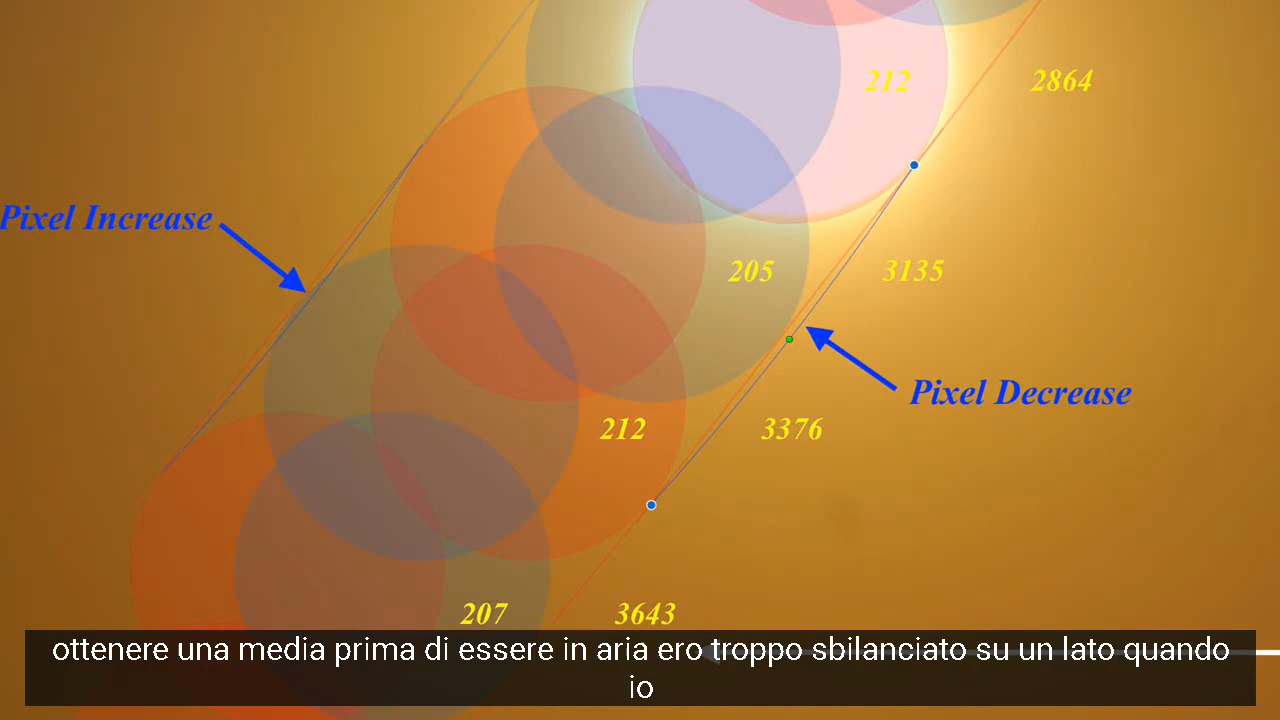 212 2864
Pixel Increase
205 3135
Pixel Decrease
212 3376
207 3643
ottenere una media prima di essere in aria ero troppo sbilanciato su un lato quando
io